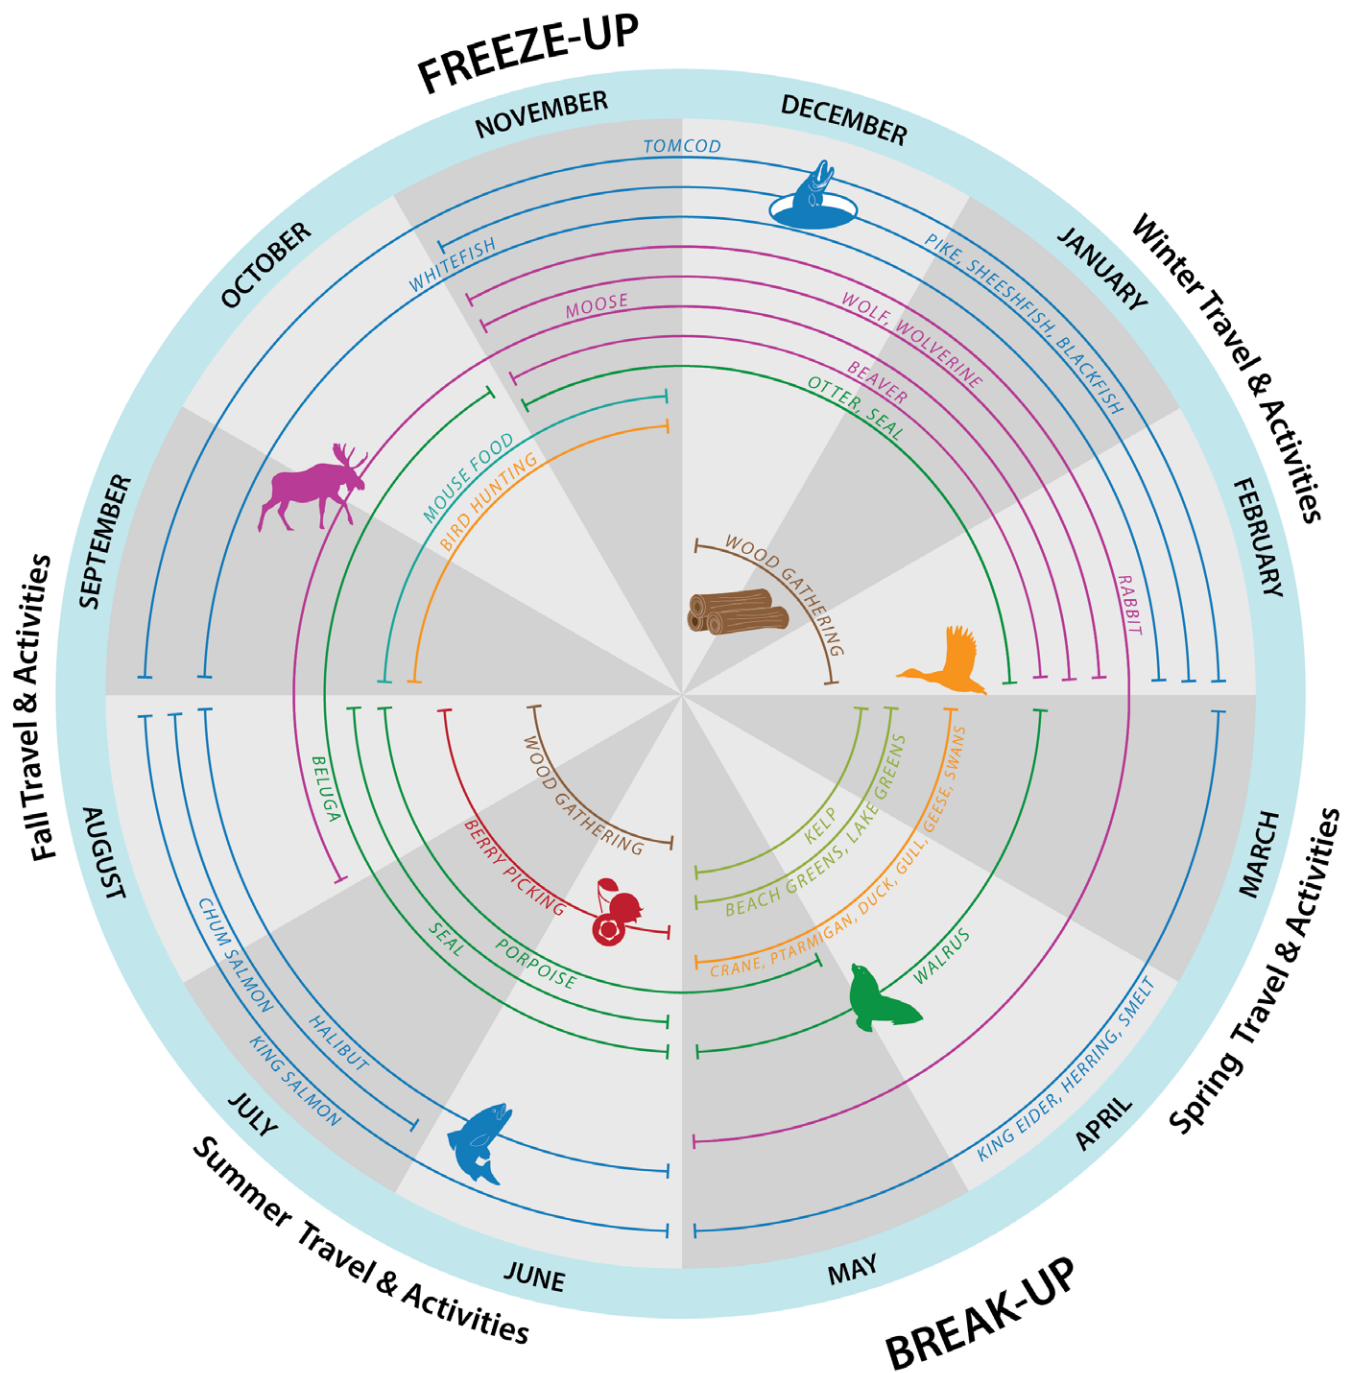 FREEZE-UP
NOVEMBER
DECEMBER
JANUARY
FEBRUARY
MARCH
APRIL
MAY
JUNE
JULY
AUGUST
SEPTEMBER
OCTOBER
Winter Travel & Activities
Spring Travel & Activities
BREAK-UP
Summer Travel & Activities
Fall Travel & Activities
TOMCOD
PIKE, SHEESHFISH, BLACKFISH
WHITEFISH
RABBIT
WOLF, WOLVERINE
MOOSE
BEAVER
OTTER, SEAL
MOUSE FOOD
BIRD HUNTING
WOOD GATHERING
KELP
BEACH GREENS, LAKE GREENS
CRANE, PTARMIGAN, DUCK, GULL, GEESE, SWANS
WALRUS
KING EIDER, HERRING, SMELT
WOOD GATHERING
BERRY PICKING
PORPOISE
SEAL
BELUGA
HALIBUT
CHUM SALMON
KING SALMON